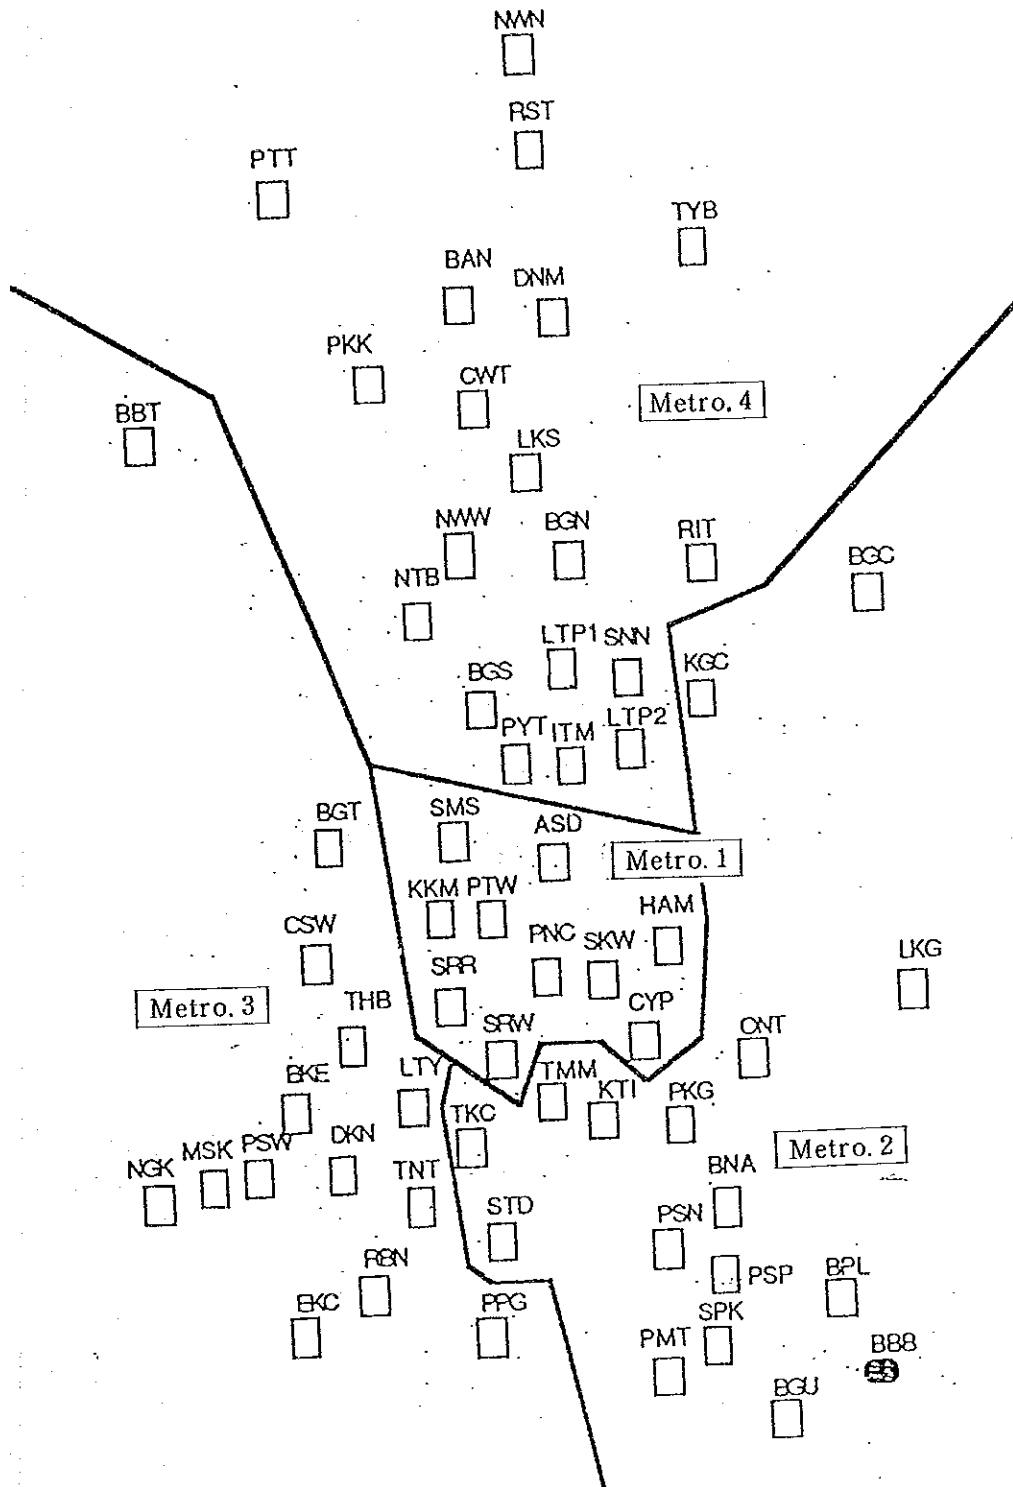 NWN
RST
PTT
TYB
BAN
DNM
PKK
CWT
Metro. 4
BBT
LKS
NWW
BGN
RIT
BGC
NTB
LTP1
SNN
KGC
BGS
LTP2
PYT
ITM
BGT
SMS
ASD
Metro. 1
KKM
PTW
HAM
CSW
PNC
SKW
LKG
SRR
Metro. 3
THB
CYP
SRW
ONT
LTY
TMM
BKE
KTI
PKG
TKC
DKN
Metro. 2
PSW
MSK
NGK
TNT
BNA
STD
PSN
PSP
BPL
RBN
BKC
PPG
SPK
PMT
BGU